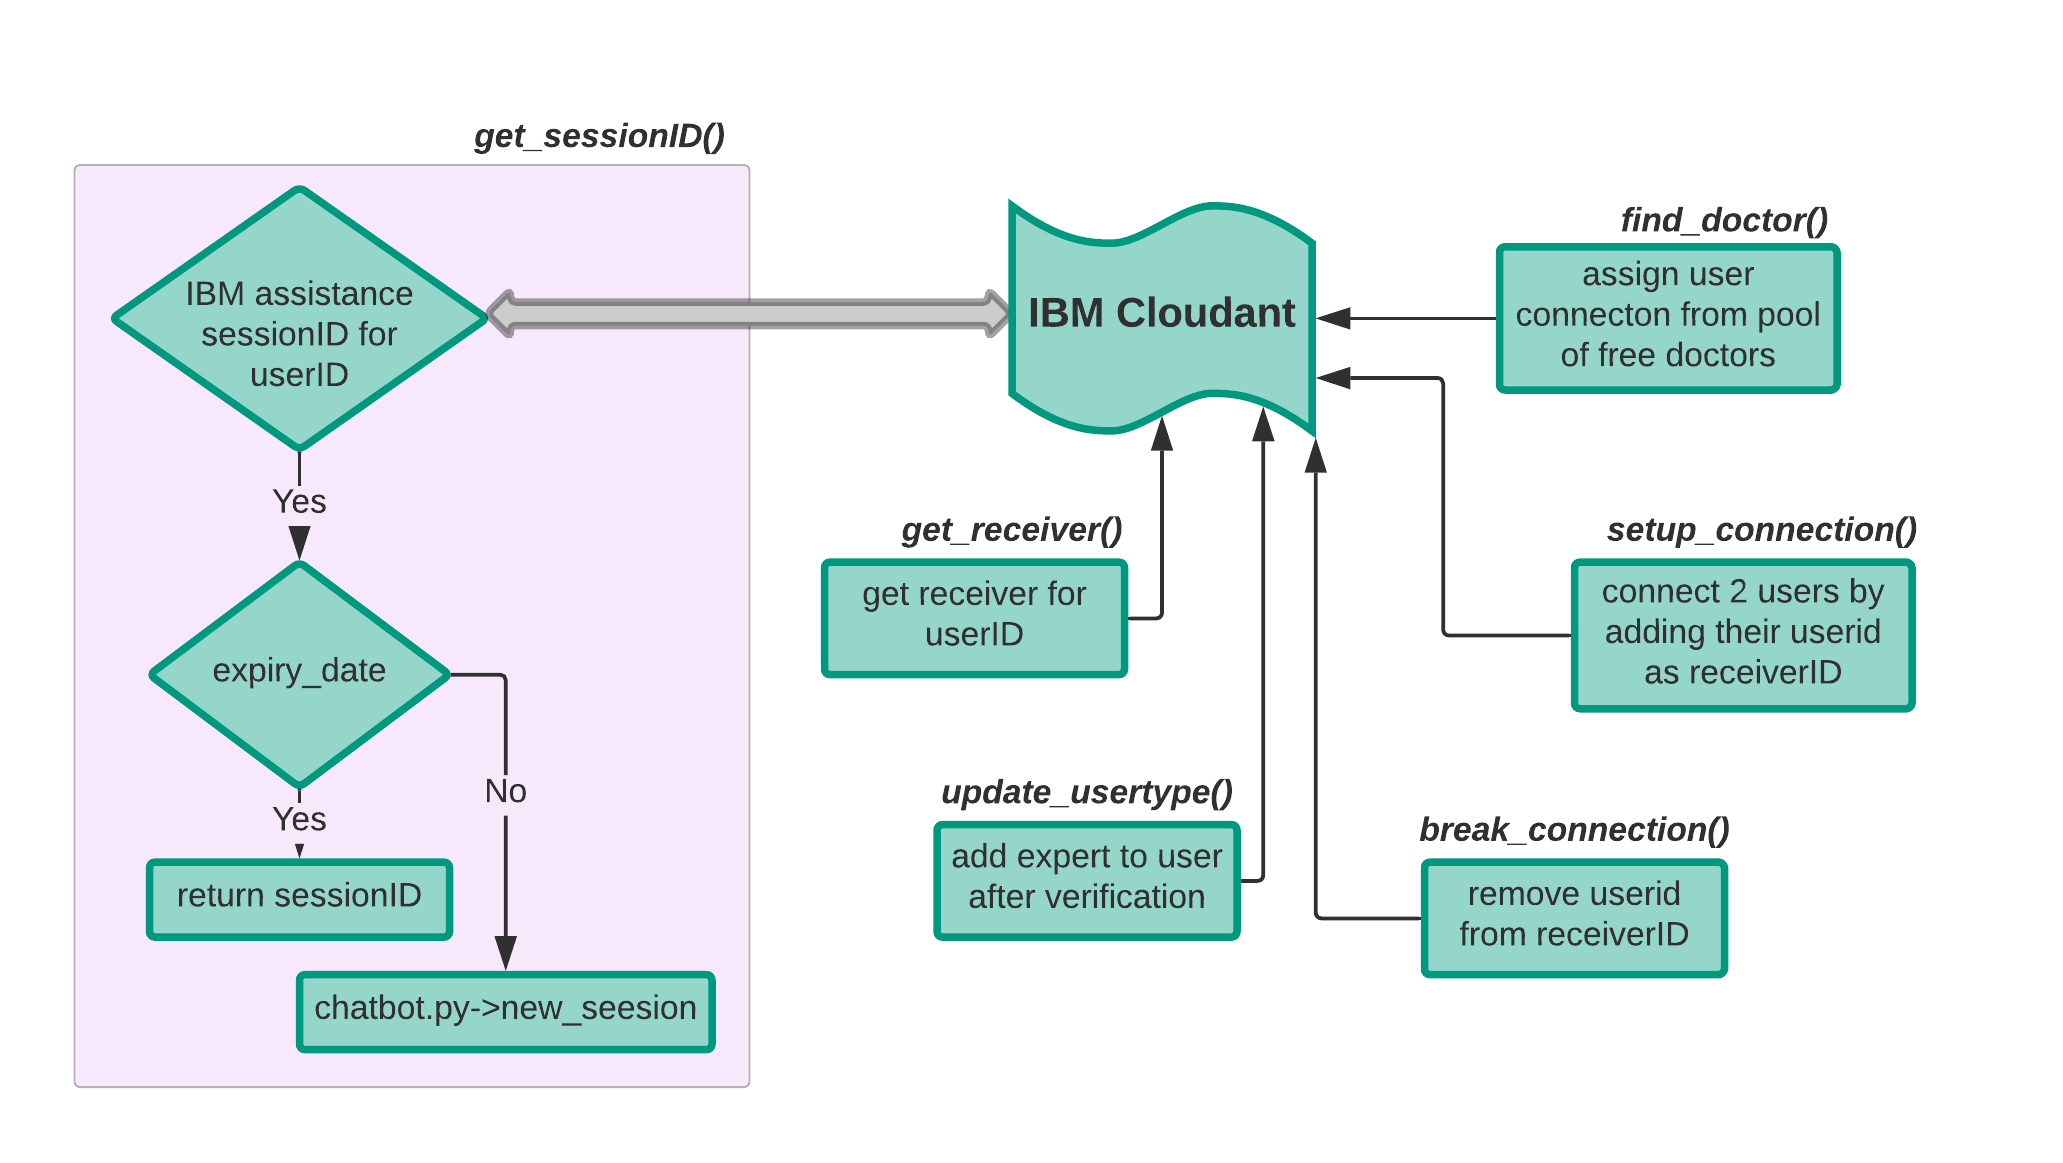 get_sessionID()
IBM assistance
sessionID for
userID
Yes
expiry_date
No
Yes
return sessionID
chatbot.py->new_seesion
IBM Cloudant
find_doctor()
assign user
connecton from pool
of free doctors
get_receiver()
get receiver for
userID
setup_connection()
connect 2 users by
adding their userid
as receiverID
update_usertype()
add expert to user
after verification
break_connection()
remove userid
from receiverID